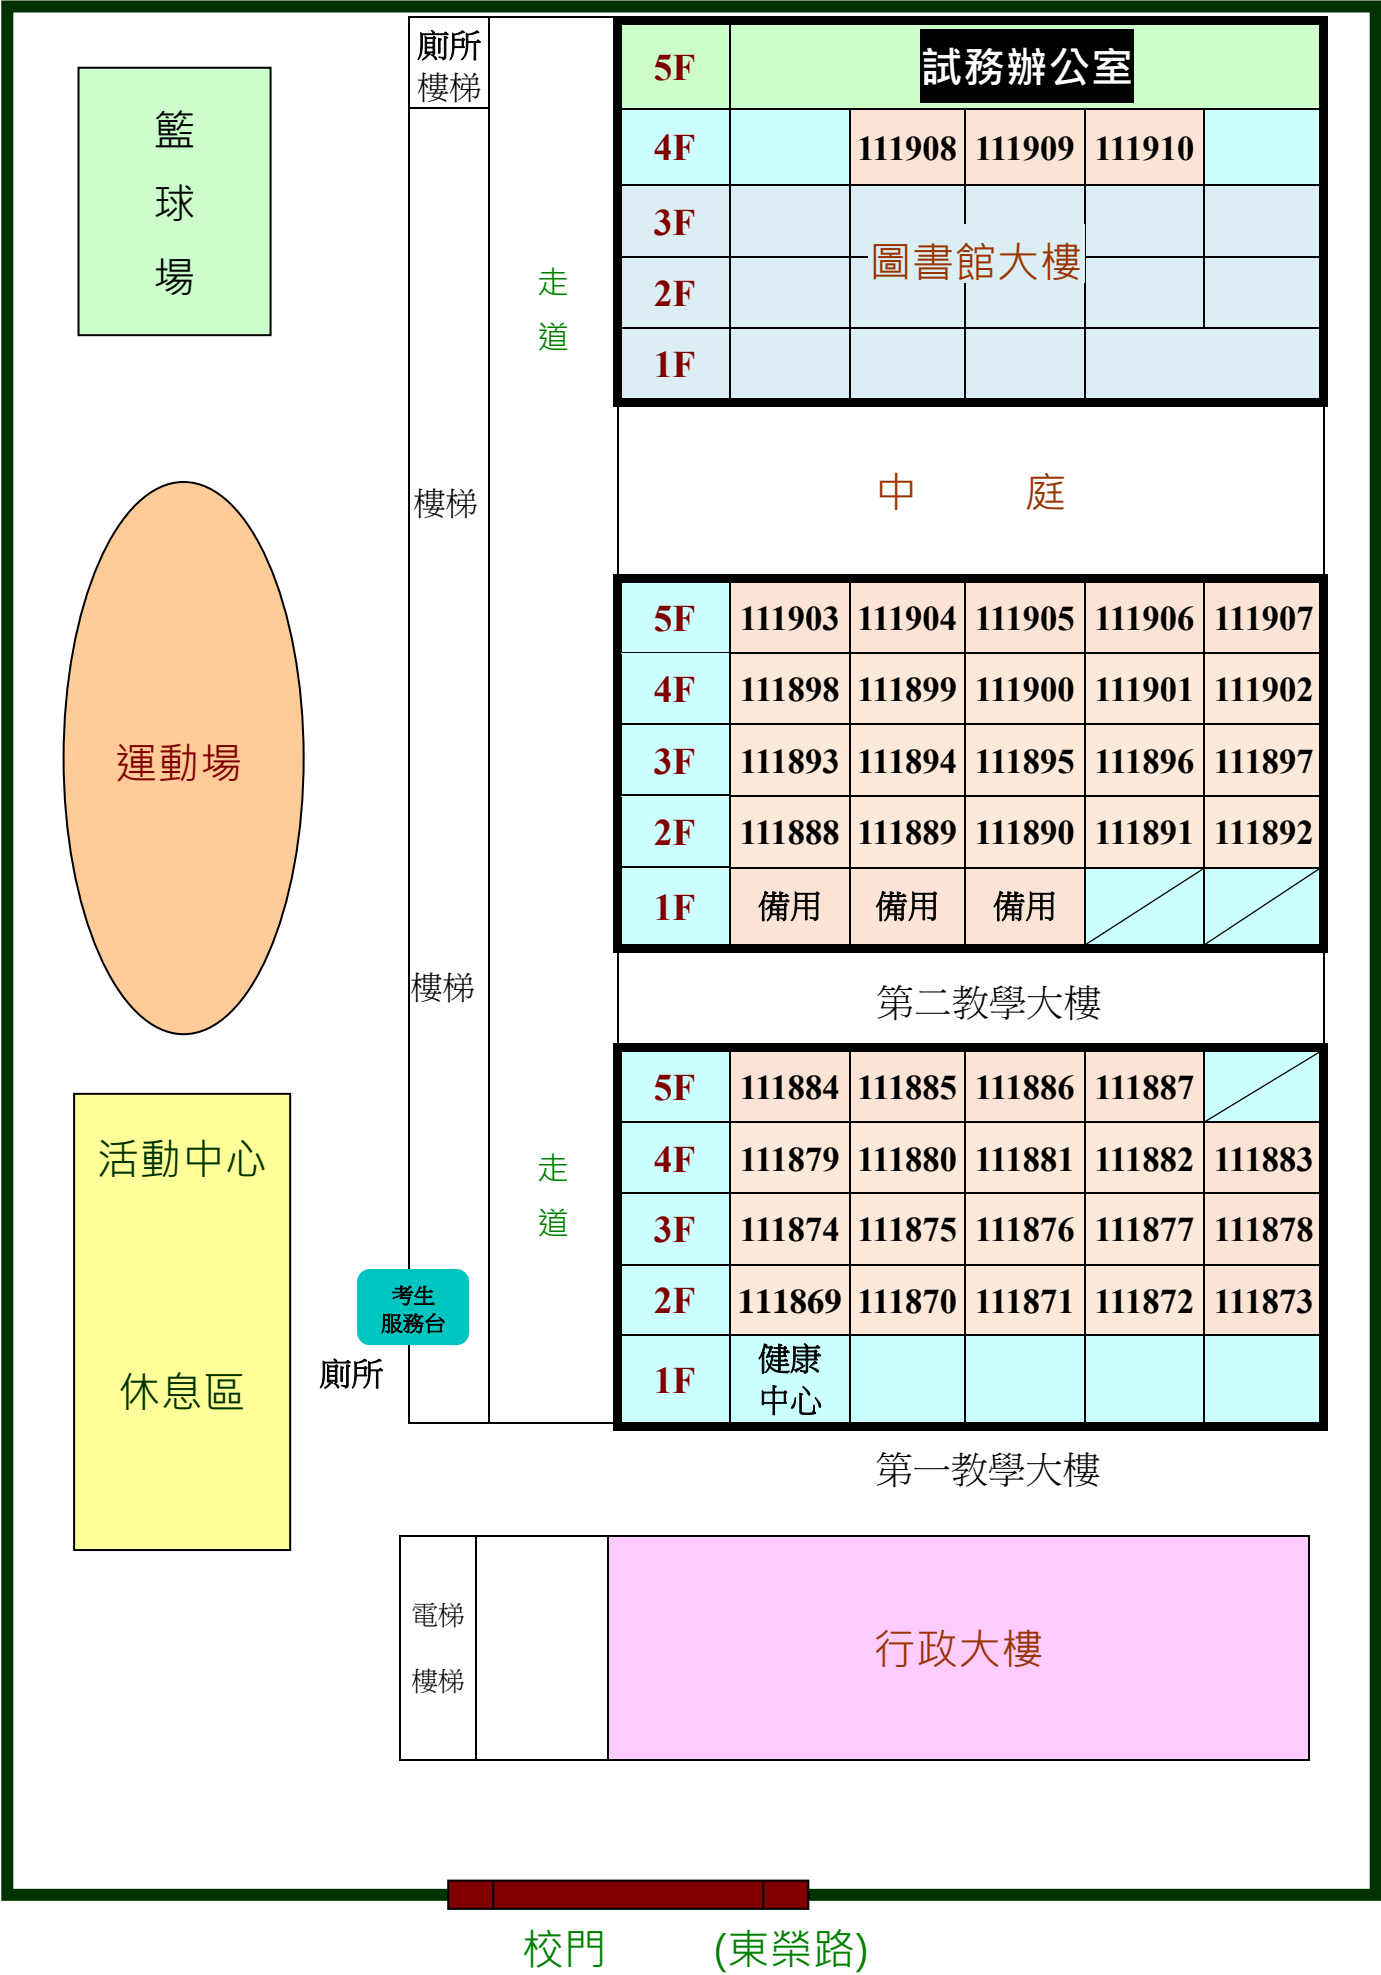 廁所
樓梯
5F 試務辦公室
4F 111908 111909 111910
3F
圖書館大樓
2F
1F
籃
球
場
走
道
樓梯
中 庭
5F 111903 111904 111905 111906 111907
4F 111898 111899 111900 111901 111902
3F 111893 111894 111895 111896 111897
2F 111888 111889 111890 111891 111892
1F 備用 備用 備用
運動場
樓梯
第二教學大樓
5F 111884 111885 111886 111887
4F 111879 111880 111881 111882 111883
3F 111874 111875 111876 111877 111878
2F 111869 111870 111871 111872 111873
1F 健康
中心
走
道
活動中心
休息區
考生
服務台
廁所
第一教學大樓
電梯
樓梯
行政大樓
校門 (東榮路)